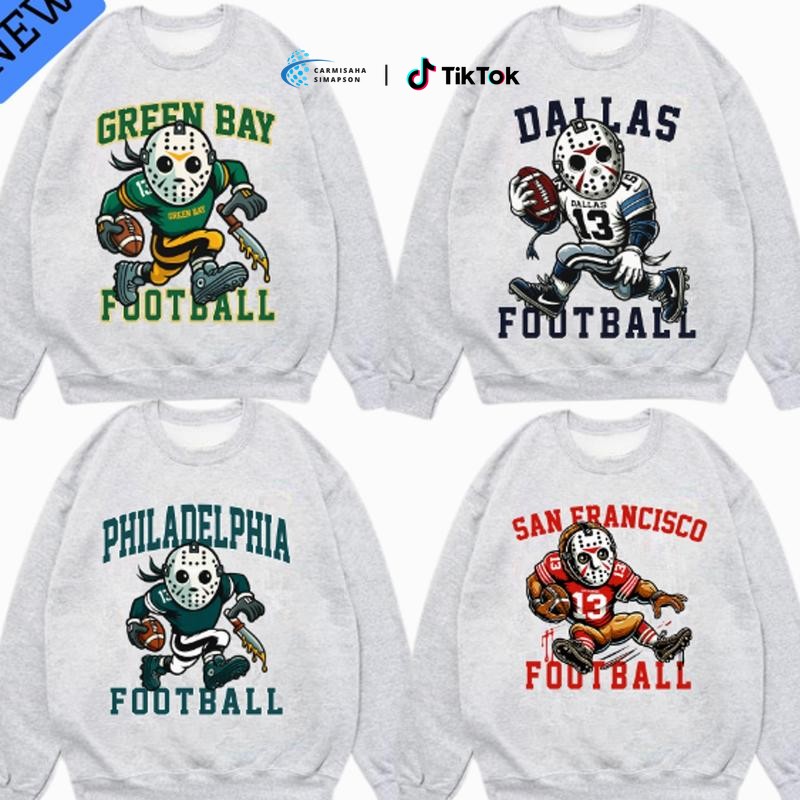 NEW
CARMISAHA
SIMAPSON
|
TikTok
GREEN BAY
13
GREEN BAY
FOOTBALL
DALLAS
DALLAS
13
FOOTBALL
PHILADELPHIA
13
FOOTBALL
SAN FRANCISCO
13
13
13
FOOTBALL